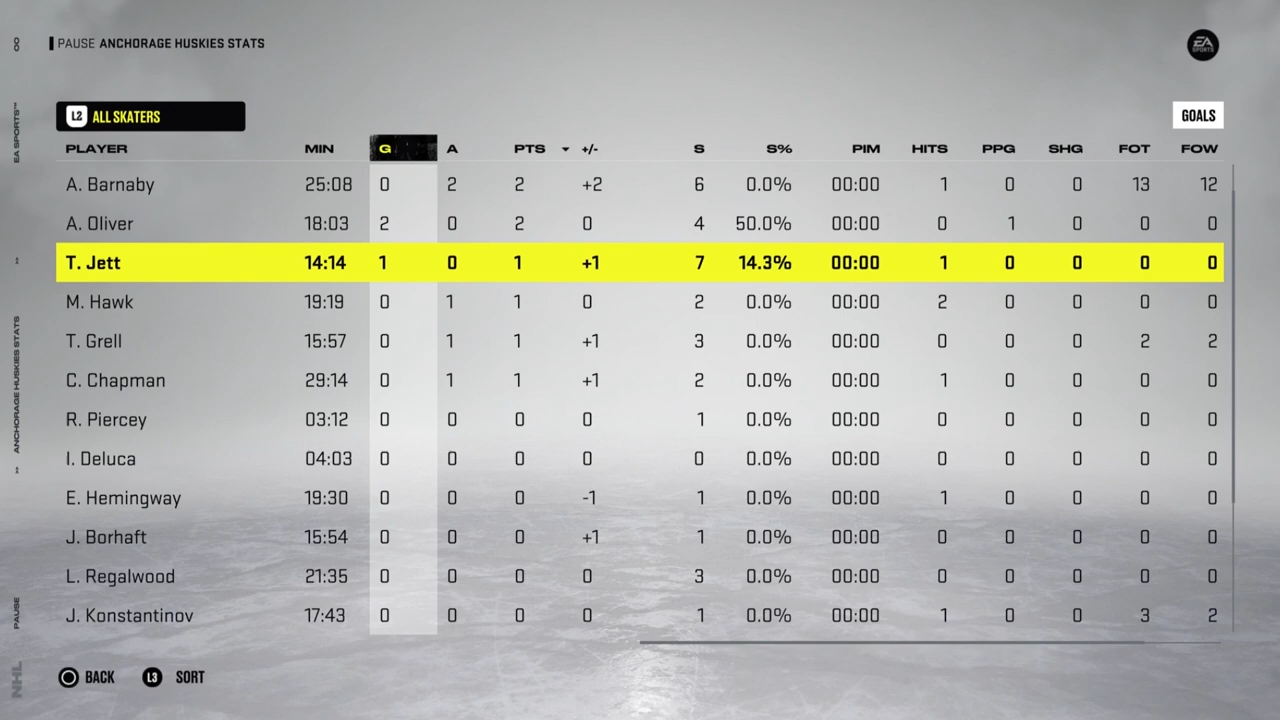 PAUSE ANCHORAGE HUSKIES STATS
EA SPORTS
L2 ALL SKATERS
GOALS
PLAYER MIN G A PTS +/- S S% PIM HITS PPG SHG FOT FOW
A. Barnaby 25:08 0 2 2 +2 6 0.0% 00:00 1 0 0 13 12
A. Oliver 18:03 2 0 2 0 4 50.0% 00:00 0 1 0 0 0
T. Jett 14:14 1 0 1 +1 7 14.3% 00:00 1 0 0 0 0
M. Hawk 19:19 0 1 1 0 2 0.0% 00:00 2 0 0 0 0
T. Grell 15:57 0 1 1 +1 3 0.0% 00:00 0 0 0 2 2
C. Chapman 29:14 0 1 1 +1 2 0.0% 00:00 1 0 0 0 0
R. Piercey 03:12 0 0 0 0 1 0.0% 00:00 0 0 0 0 0
I. Deluca 04:03 0 0 0 0 0 0.0% 00:00 0 0 0 0 0
E. Hemingway 19:30 0 0 0 -1 1 0.0% 00:00 1 0 0 0 0
J. Borhaft 15:54 0 0 0 +1 1 0.0% 00:00 0 0 0 0 0
L. Regalwood 21:35 0 0 0 0 3 0.0% 00:00 0 0 0 0 0
J. Konstantinov 17:43 0 0 0 0 1 0.0% 00:00 1 0 0 3 2
BACK L3 SORT
NHL
PAUSE
ANCHORAGE HUSKIES STATS
EA SPORTS™